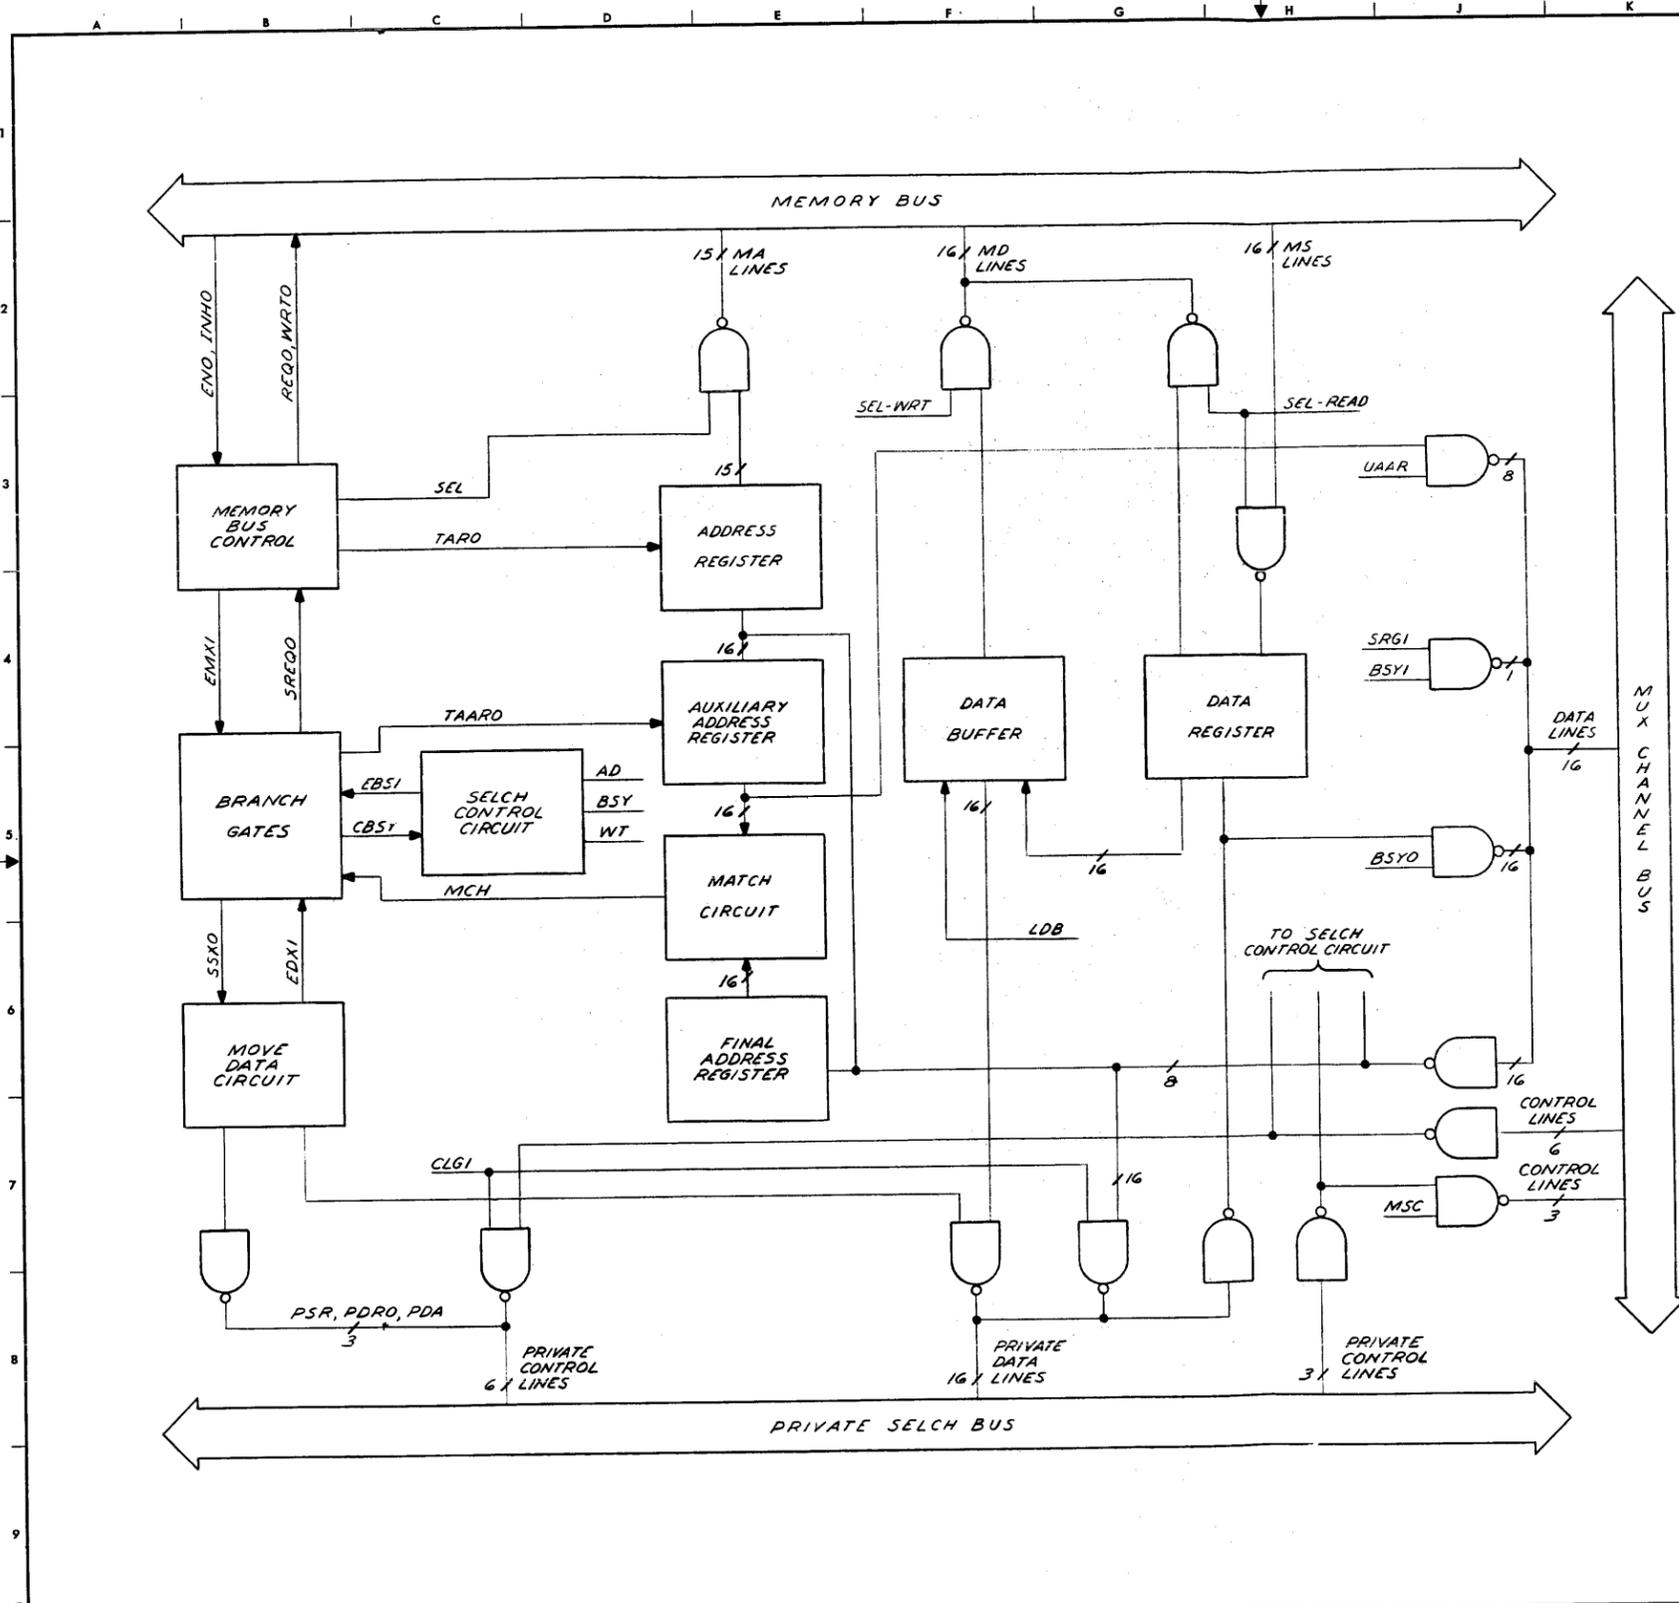 A B C D E F G H J K
1
MEMORY BUS
15 MA
LINES
16 MD
LINES
16 MS
LINES
2
ENO, INHO
REQO, WRTO
SEL-WRT
SEL-READ
3
SEL
15
UAAR
8
MEMORY
BUS
CONTROL
TARO
ADDRESS
REGISTER
4
EMX1
SREQO
16
SRG1
BSY1
1
TAARO
AUXILIARY
ADDRESS
REGISTER
DATA
BUFFER
DATA
REGISTER
DATA
LINES
16
MUX CHANNEL BUS
BRANCH
GATES
EBS1
CBSY
SELCH
CONTROL
CIRCUIT
AD
BSY
WT
16
16
5
16
BSYO
16
MCH
MATCH
CIRCUIT
LDB
TO SELCH
CONTROL CIRCUIT
SSXO
EDX1
16
6
MOVE
DATA
CIRCUIT
FINAL
ADDRESS
REGISTER
8
16
CONTROL
LINES
6
CLG1
16
CONTROL
LINES
3
MSC
7
PSR, PDRO, PDA
3
8
PRIVATE
CONTROL
6 LINES
PRIVATE
DATA
16 LINES
PRIVATE
CONTROL
3 LINES
PRIVATE SELCH BUS
9